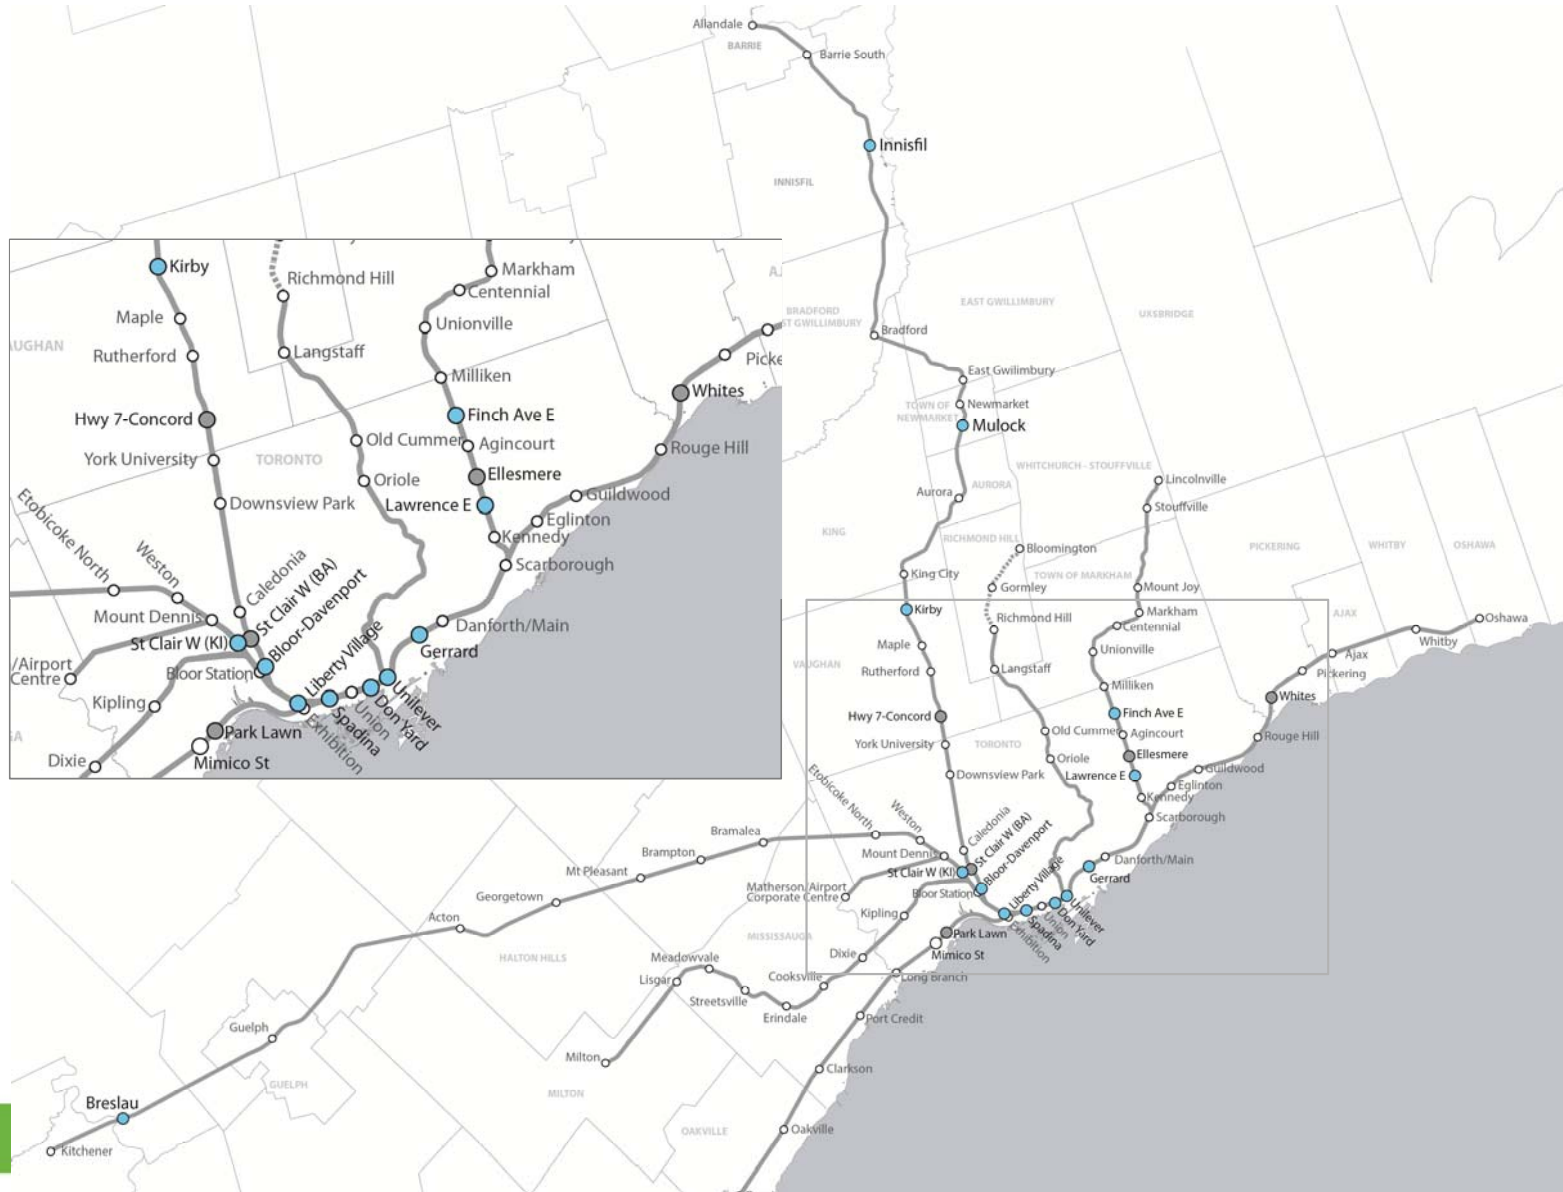 Allandale
BARRIE
Barrie South
Innisfil
INNISFIL
BRADFORD
ST GWILLIMBURY
EAST GWILLIMBURY
UXSBRIDGE
Bradford
East Gwilimbury
TOWN OF
NEWMARKET
Newmarket
Mulock
WHITCHURCH - STOUFFVILLE
Lincolnville
Aurora
AURORA
Stouffville
KING
RICHMOND HILL
Bloomington
PICKERING
WHITBY
OSHAWA
King City
TOWN OF MARKHAM
Gormley
Mount Joy
Kirby
Richmond Hill
Markham
AJAX
Oshawa
Centennial
Whitby
Maple
Unionville
Ajax
VAUGHAN
Rutherford
Langstaff
Pickering
Milliken
Whites
Hwy 7-Concord
Finch Ave E
Old Cummer
Agincourt
Rouge Hill
York University
TORONTO
Ellesmere
Oriole
Downsview Park
Lawrence E
Guildwood
Eglinton
Kennedy
Etobicoke North
Weston
Scarborough
Caledonia
St Clair W (BA)
Bloor-Davenport
Bramalea
Brampton
Mount Dennis
Danforth/Main
Mt Pleasant
St Clair W (KI)
Gerrard
Matherson/Airport
Corporate Centre
Bloor Station
Liberty Village
Georgetown
Kipling
Unilever
Don Yard
Union
Spadina
Exhibition
Acton
MISSISSAUGA
Park Lawn
Mimico St
HALTON HILLS
Meadowvale
Dixie
Lisgar
Cooksville
Long Branch
Streetsville
Erindale
Port Credit
Guelph
Milton
Clarkson
GUELPH
MILTON
Breslau
OAKVILLE
Oakville
Kitchener
Kirby
Richmond Hill
Markham
Centennial
AJ
Maple
Unionville
AUGHAN
Rutherford
Langstaff
Picke
Milliken
Whites
Hwy 7-Concord
Finch Ave E
Old Cummer
Agincourt
Rouge Hill
York University
TORONTO
Ellesmere
Oriole
Downsview Park
Lawrence E
Guildwood
Eglinton
Kennedy
Etobicoke North
Weston
Scarborough
Caledonia
St Clair W (BA)
Bloor-Davenport
Mount Dennis
Danforth/Main
St Clair W (KI)
Gerrard
/Airport
Centre
Bloor Station
Liberty Village
Kipling
Unilever
Don Yard
Union
Spadina
Exhibition
GA
Park Lawn
Dixie
Mimico St